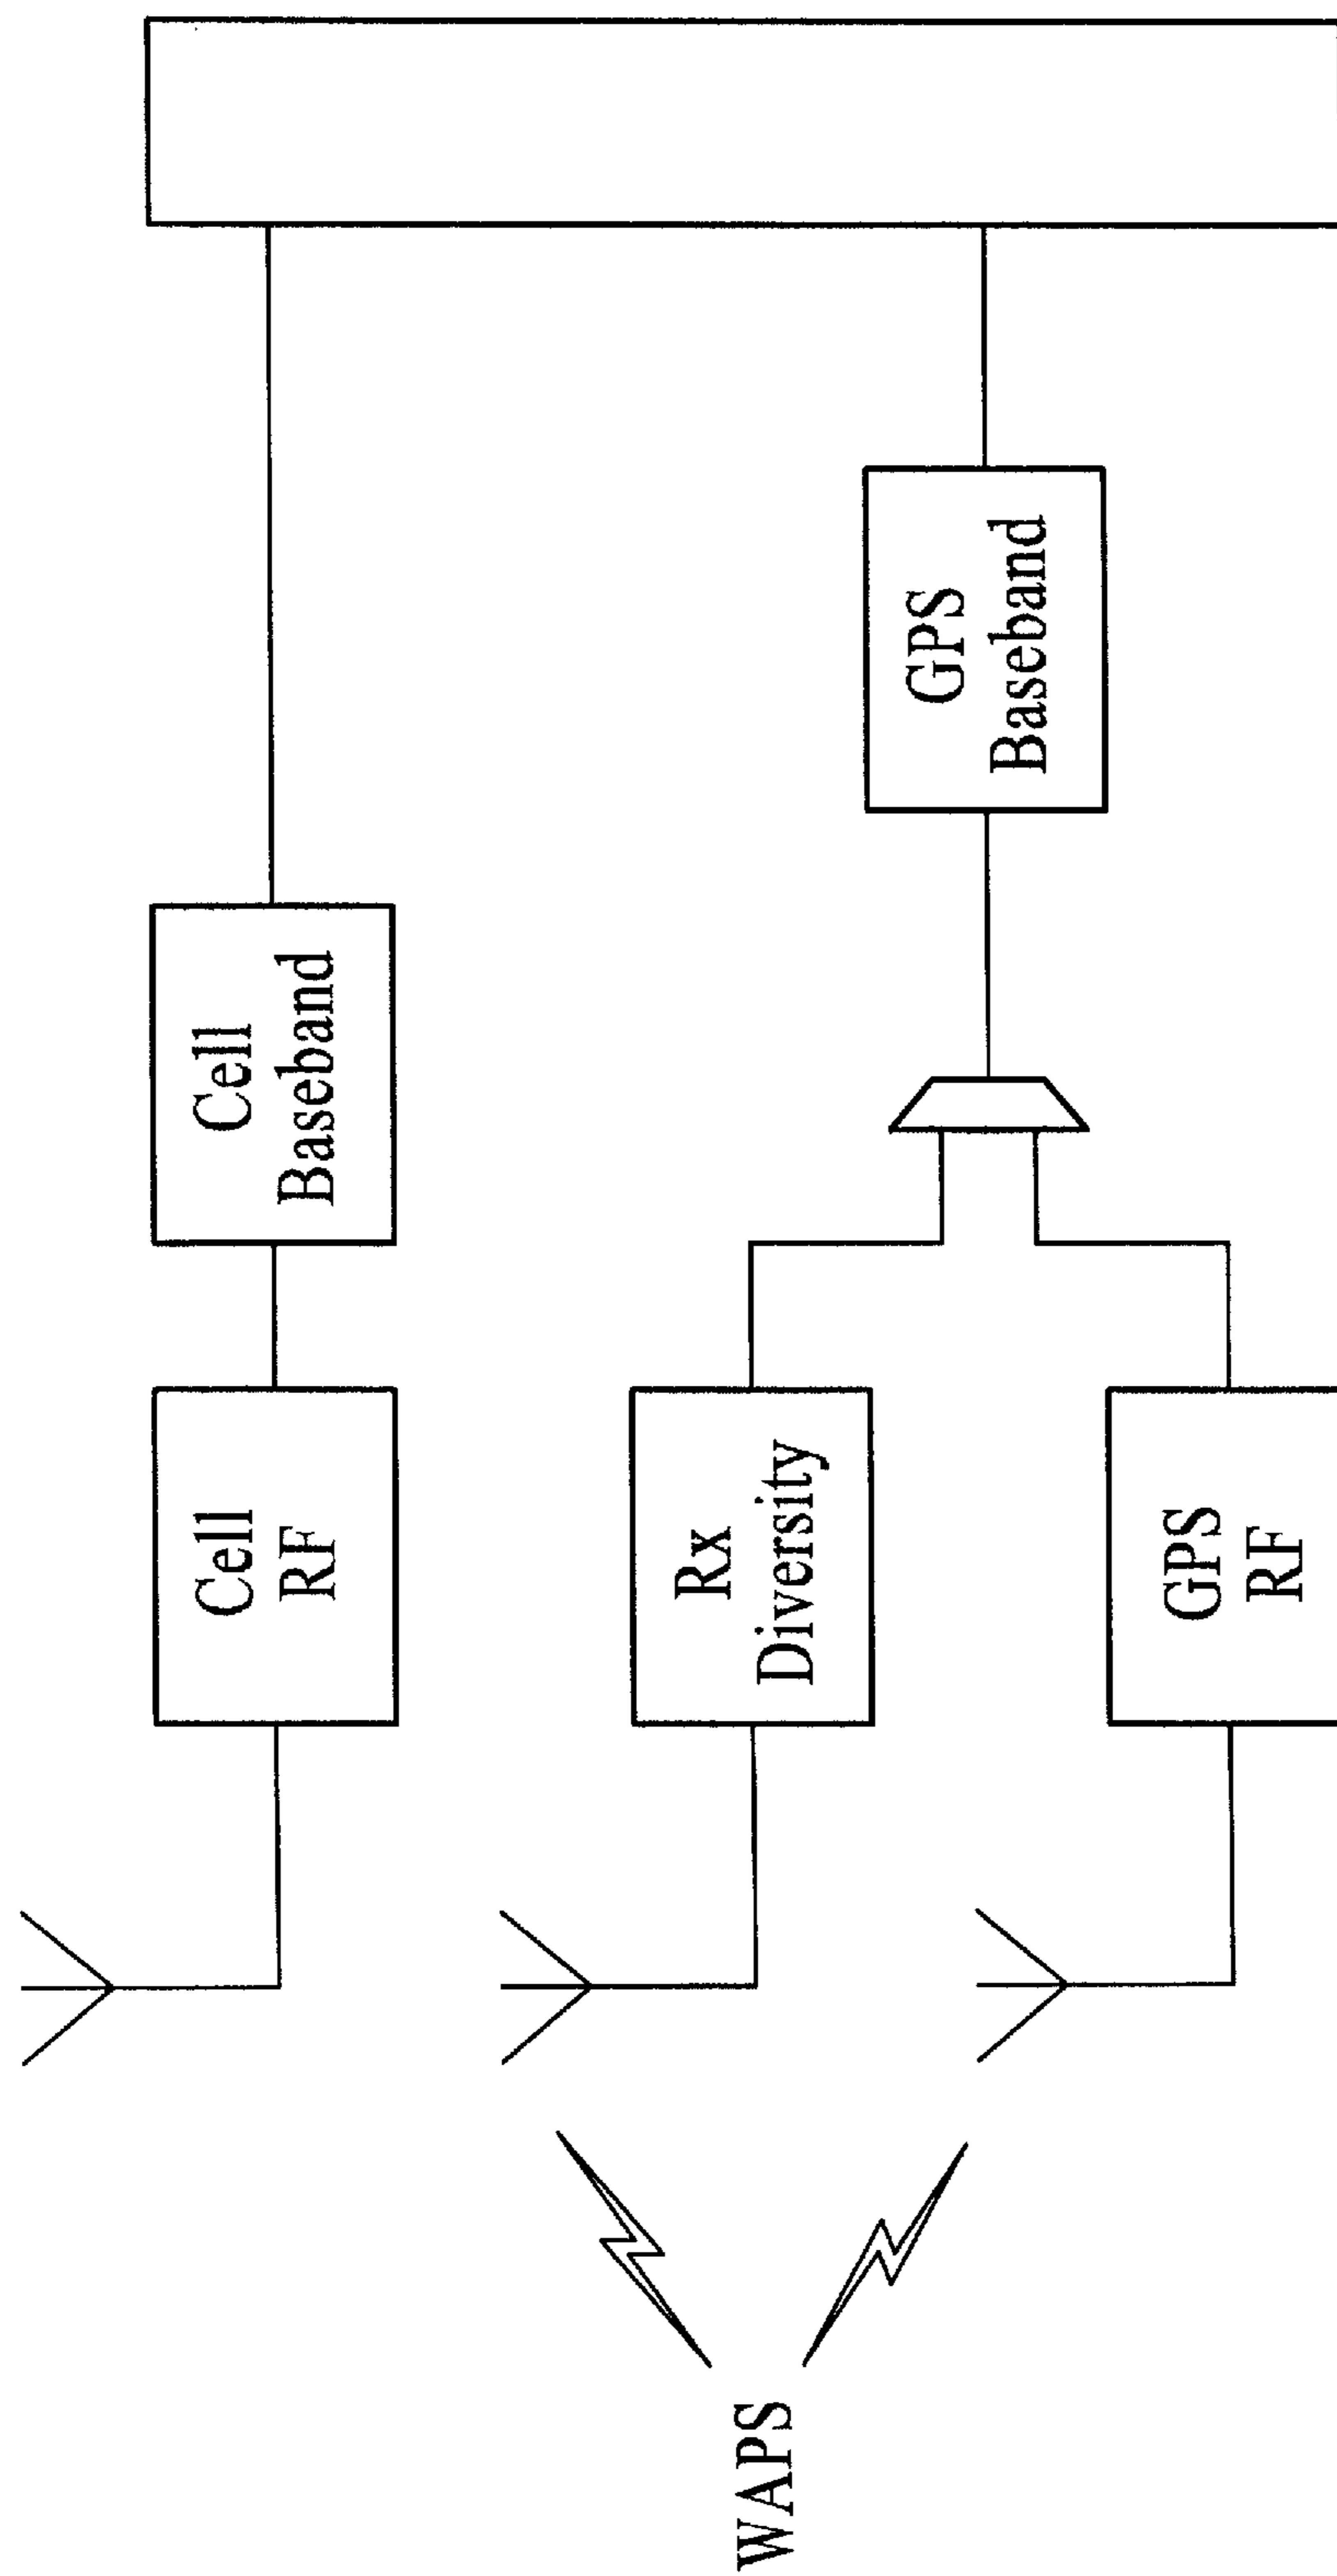 Cell
RF
Cell
Baseband
Rx
Diversity
GPS
RF
GPS
Baseband
WAPS